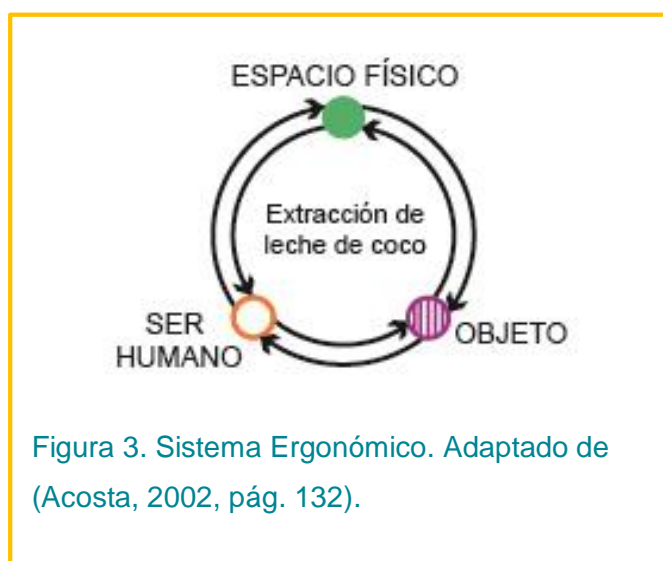 ESPACIO FÍSICO
Extracción de
leche de coco
SER
HUMANO
OBJETO
Figura 3. Sistema Ergonómico. Adaptado de
(Acosta, 2002, pág. 132).